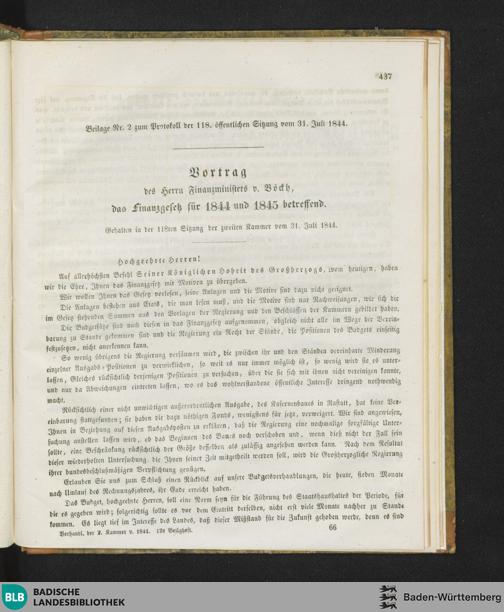 437
Beilage Nr. 2 zum Protokoll der 118. öffentlichen Sitzung vom 31. Juli 1844.
Vortrag
des Herrn Finanzministers v. Böckh,
das Finanzgesetz für 1844 und 1845 betreffend.
Gehalten in der 118ten Sitzung der zweiten Kammer vom 31. Juli 1844.
Hochgeehrte Herren!
Auf allerhöchsten Befehl Seiner Königlichen Hoheit des Großherzogs, vom heutigen, haben
wir die Ehre, Ihnen das Finanzgesetz mit Motiven zu übergeben.
Wir wollen Ihnen das Gesetz vorlesen, seine Anlagen und die Motive sind dazu nicht geeignet.
Die Anlagen bestehen aus Etats, die man lesen muß, und die Motive sind nur Nachweisungen, wie sich die
im Gesetz stehenden Summen aus den Vorlagen der Regierung und den Beschlüssen der Kammern gebildet haben.
Die Budgetsätze sind auch diesen in das Finanzgesetz aufgenommen, obgleich nicht alle im Wege der Verein-
barung zu Stande gekommen sind und die Regierung ein Recht der Stände, die Positionen des Budgets einseitig
festzusetzen, nicht anerkennen kann.
So wenig übrigens die Regierung versäumen wird, die zwischen ihr und den Ständen vereinbarte Minderung
einzelner Ausgabs-Positionen zu verwirklichen, so weit es nur immer möglich ist, so wenig wird sie es unter-
lassen, Gleiches rücksichtlich derjenigen Positionen zu versuchen, über die sie sich mit ihnen nicht vereinigen konnte,
und nur da Abweichungen eintreten lassen, wo es das wohlverstandene öffentliche Interesse dringend nothwendig
macht.
Rücksichtlich einer nicht unwichtigen außerordentlichen Ausgabe, des Kasernenbaues in Rastatt, hat keine Ver-
einbarung stattgefunden; sie haben die dazu nöthigen Fonds, wenigstens für jetzt, verweigert. Wir sind angewiesen,
Ihnen in Beziehung auf diesen Ausgabsposten zu erklären, daß die Regierung eine nochmalige sorgfältige Unter-
suchung anstellen lassen wird, ob das Beginnen des Baues noch verschoben und, wenn dieß nicht der Fall sein
sollte, eine Beschränkung rücksichtlich der Größe desselben als zulässig angesehen werden kann. Nach dem Resultat
dieser wiederholten Untersuchung, die Ihnen seiner Zeit mitgetheilt werden soll, wird die Großherzogliche Regierung
ihrer bundesbeschlußmäßigen Verpflichtung genügen.
Erlauben Sie uns zum Schluß einen Rückblick auf unsere Budgetsverhandlungen, die heute, sieben Monate
nach Umlauf des Rechnungsjahres, ihr Ende erreicht haben.
Das Budget, hochgeehrte Herren, soll eine Norm seyn für die Führung des Staatshaushaltes der Periode, für
die es gegeben wird; folgerichtig sollte es vor dem Eintritt derselben, nicht erst viele Monate nachher zu Stande
kommen. Es liegt tief im Interesse des Landes, daß dieser Mißstand für die Zukunft gehoben werde, denn es sind
Verhandl. der 2. Kammer v. 1844. 12s Beilagheft. 66
BLB BADISCHE
LANDESBIBLIOTHEK
Baden-Württemberg